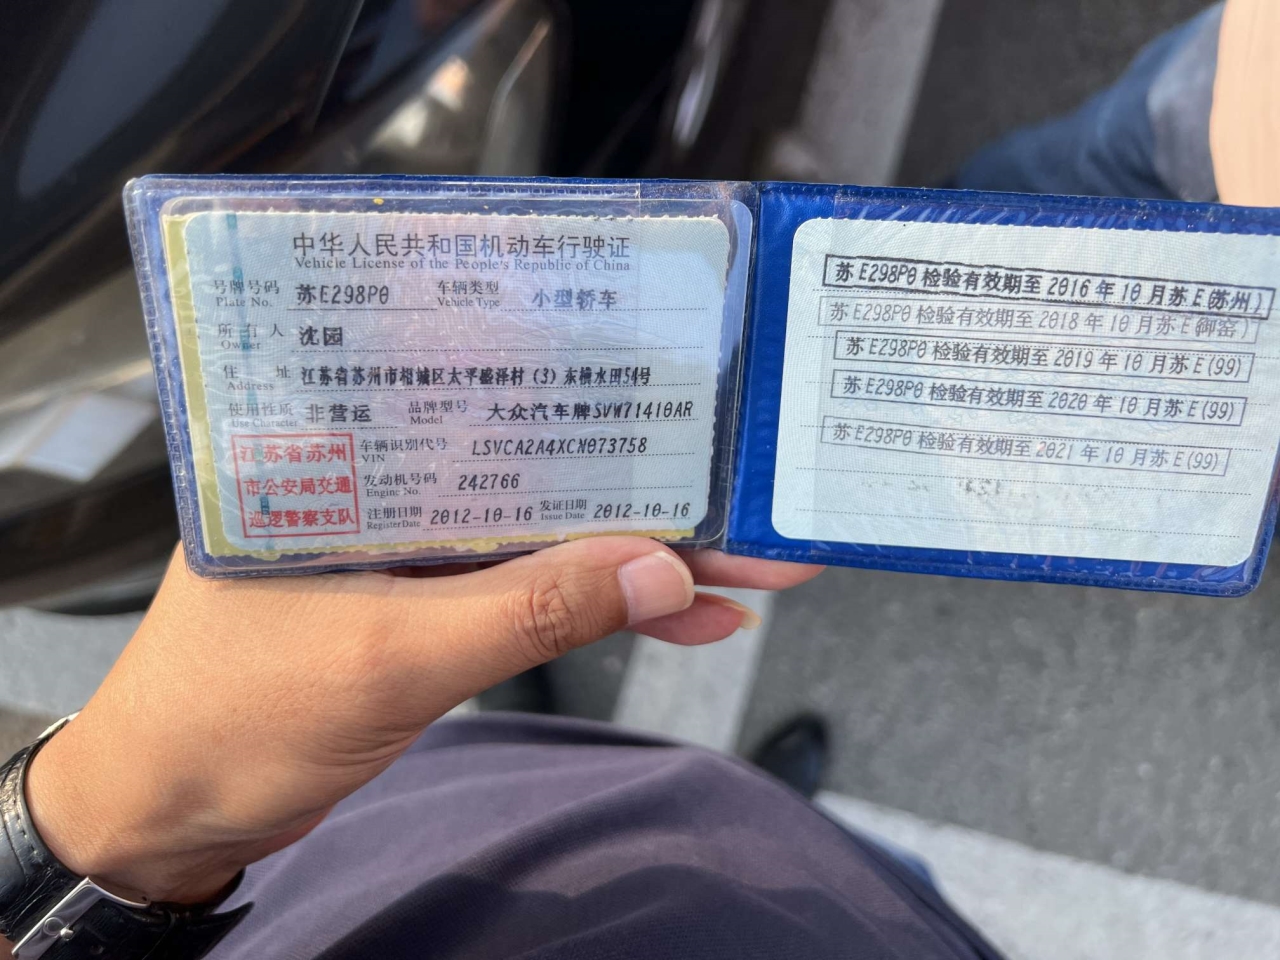 中华人民共和国机动车行驶证
Vehicle License of the People's Republic of China
号牌号码 苏E298P0 车辆类型 小型轿车
Plate No. Vehicle Type
所有人 沈园
Owner
住址 江苏省苏州市相城区太平盛泽村(3)东横水田54号
Address
使用性质 非营运 品牌型号 大众汽车牌SVW71410AR
Use Character Model
江苏省苏州
市公安局交通
巡逻警察支队
车辆识别代号 LSVCA2A4XCN073758
VIN
发动机号码 242766
Engine No.
注册日期 2012-10-16 发证日期 2012-10-16
Register Date Issue Date
苏E298P0 检验有效期至 2016 年 10 月苏E(苏州)
苏E298P0 检验有效期至 2018 年 10 月苏E(御窑)
苏E298P0 检验有效期至 2019 年 10 月苏E(99)
苏E298P0 检验有效期至 2020 年 10 月苏E(99)
苏E298P0 检验有效期至 2021 年 10 月苏E(99)